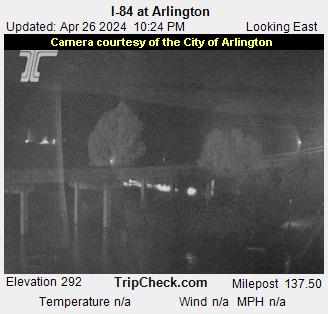 I-84 at Arlington
Updated: Apr 26 2024 10:24 PM Looking East
Camera courtesy of the City of Arlington
Elevation 292 TripCheck.com Milepost 137.50
Temperature n/a Wind n/a MPH n/a